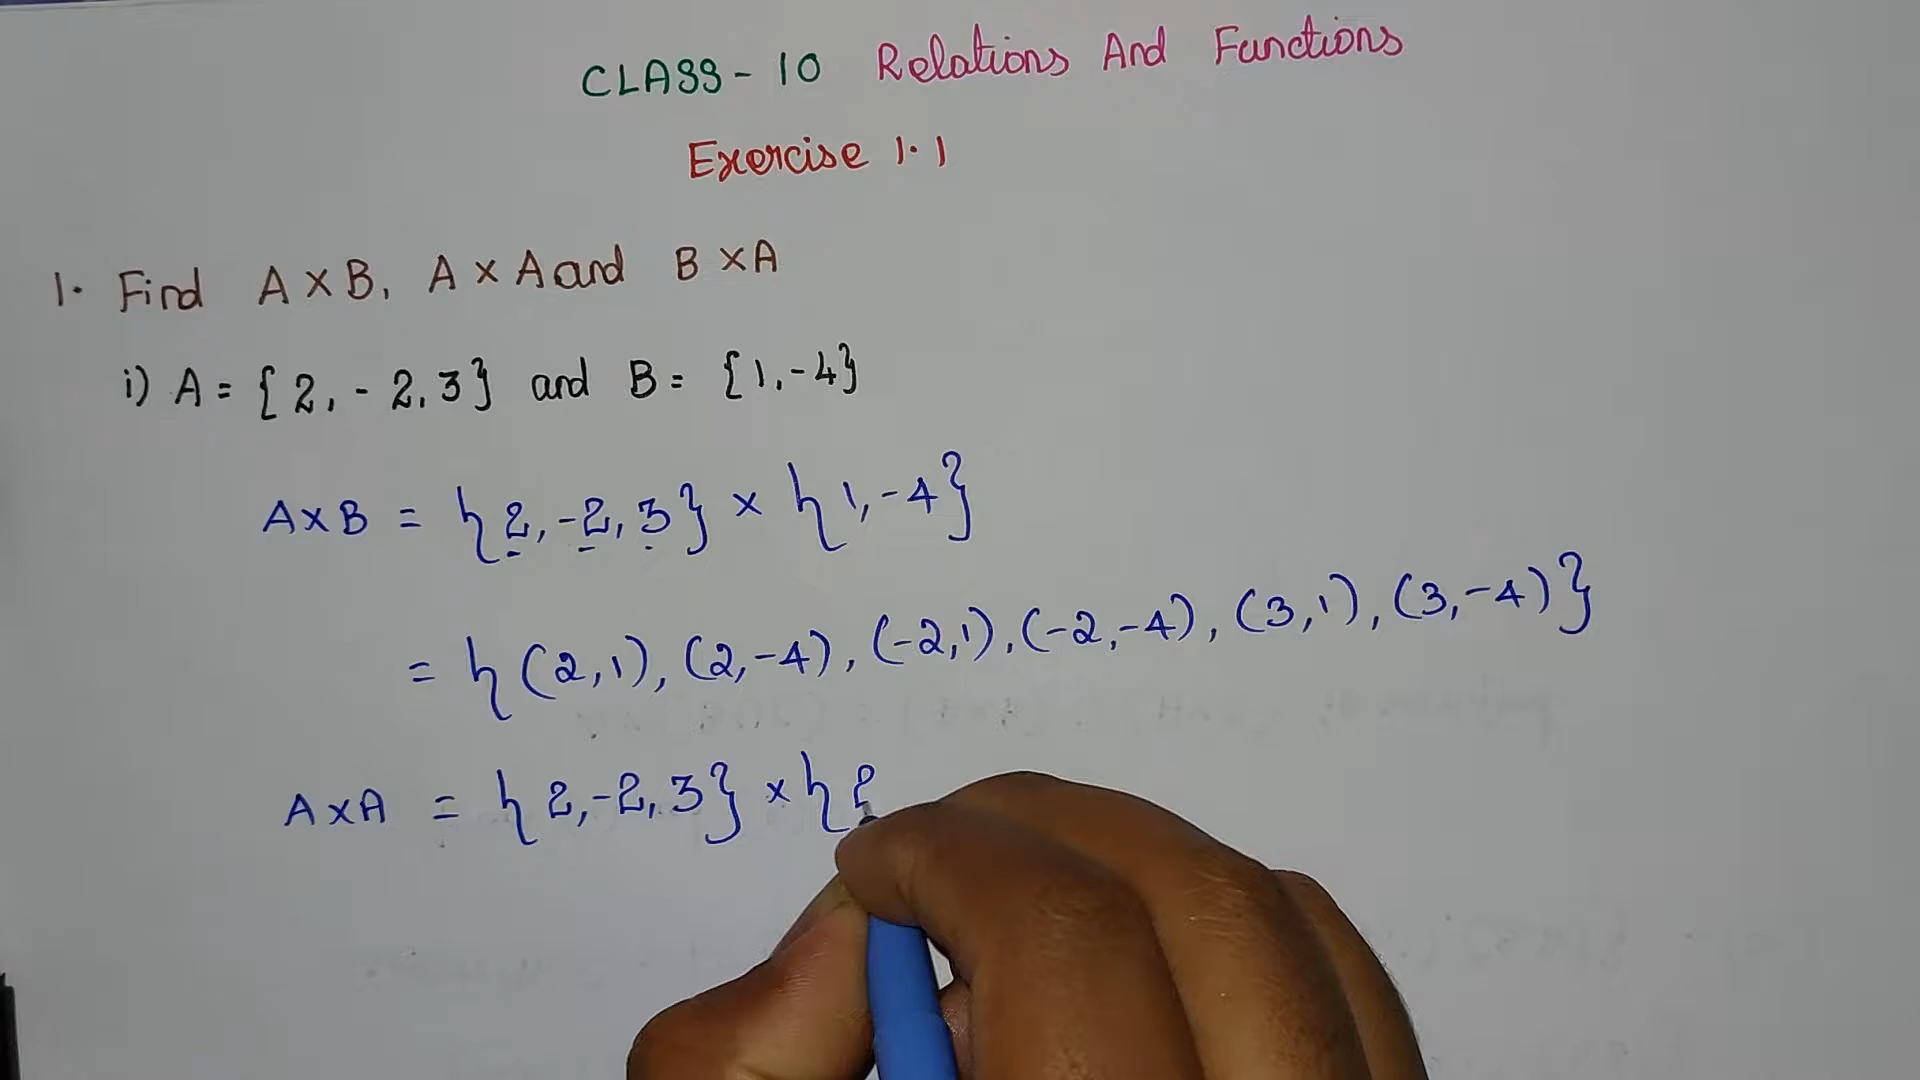 CLASS - 10 Relations And Functions
Exercise 1.1
1. Find A × B, A × A and B × A
i) A = {2, - 2, 3} and B = {1, -4}
A×B = {2, -2, 3} × {1, -4}
= {(2,1), (2,-4), (-2,1), (-2,-4), (3,1), (3,-4)}
A×A = {2, -2, 3} × {2